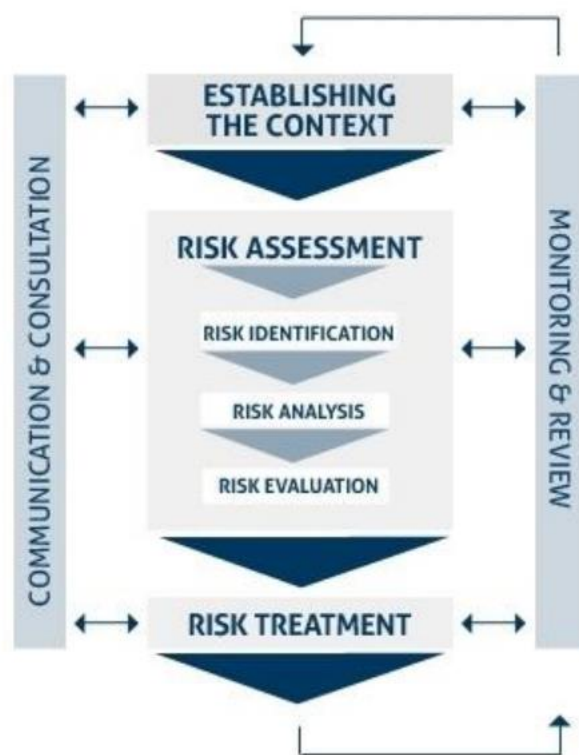 ESTABLISHING
THE CONTEXT
RISK ASSESSMENT
RISK IDENTIFICATION
RISK ANALYSIS
RISK EVALUATION
RISK TREATMENT
COMMUNICATION & CONSULTATION
MONITORING & REVIEW